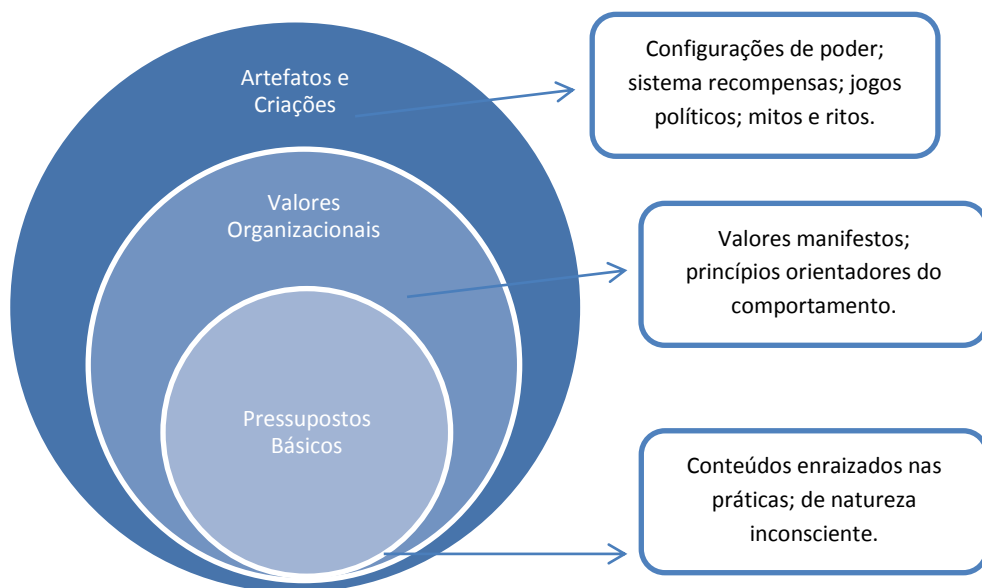 Artefatos e
Criações
Configurações de poder;
sistema recompensas; jogos
políticos; mitos e ritos.
Valores
Organizacionais
Valores manifestos;
princípios orientadores do
comportamento.
Pressupostos
Básicos
Conteúdos enraizados nas
práticas; de natureza
inconsciente.